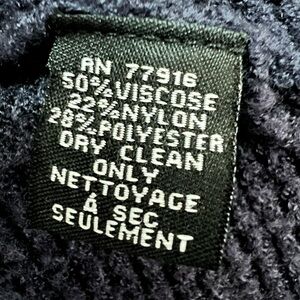 RN 77916
50%VISCOSE
22%NYLON
28%POLYESTER
DRY CLEAN
ONLY
NETTOYAGE
À SEC
SEULEMENT